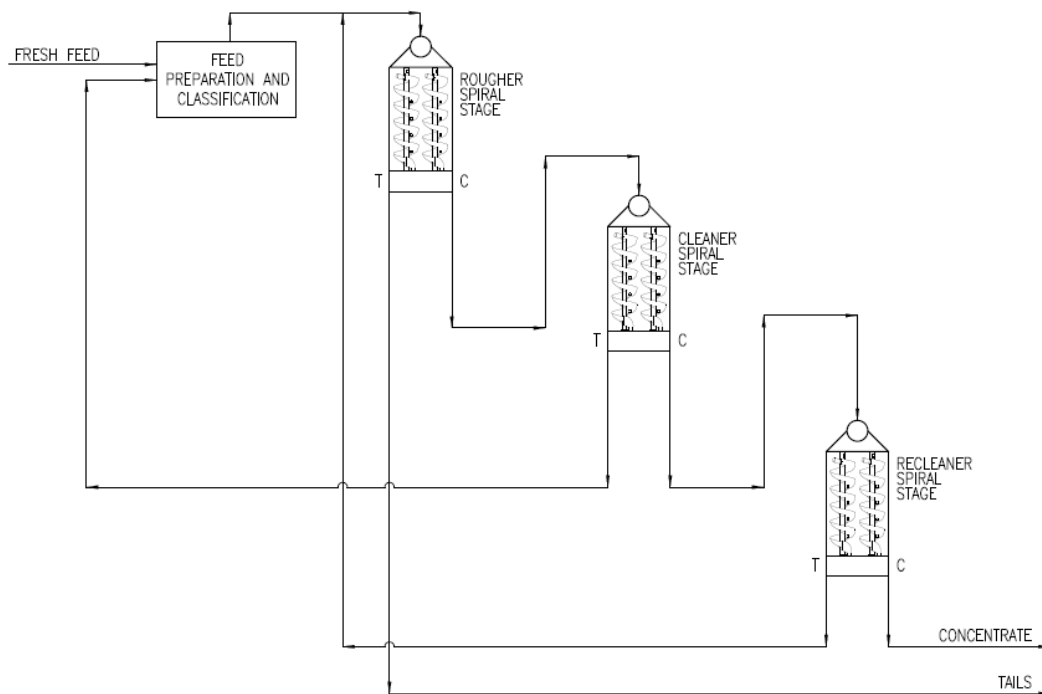 FRESH FEED
FEED
PREPARATION AND
CLASSIFICATION
ROUGHER
SPIRAL
STAGE
T
C
CLEANER
SPIRAL
STAGE
T
C
RECLEANER
SPIRAL
STAGE
T
C
CONCENTRATE
TAILS